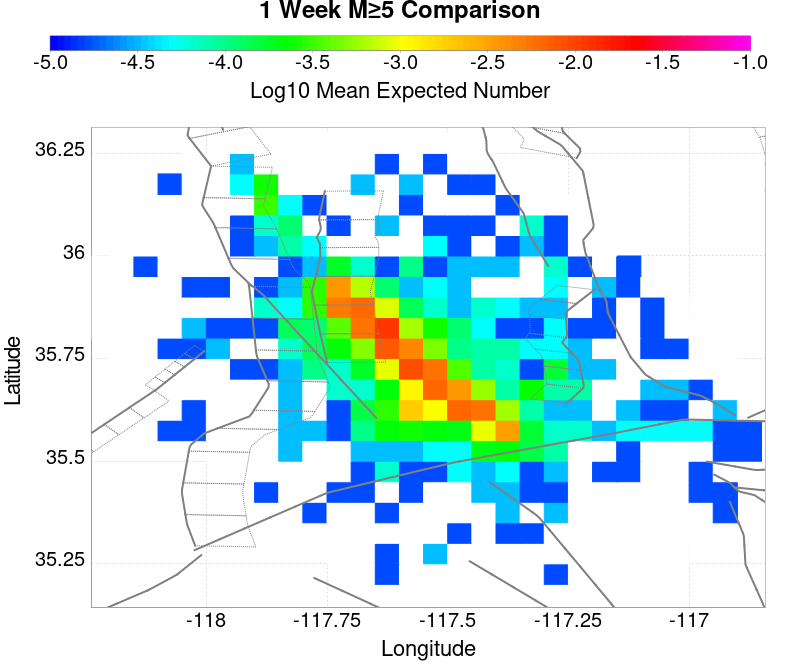 1 Week M≥5 Comparison
-5.0 -4.5 -4.0 -3.5 -3.0 -2.5 -2.0 -1.5 -1.0
Log10 Mean Expected Number
36.25
36
35.75
35.5
35.25
Latitude
-118 -117.75 -117.5 -117.25 -117
Longitude